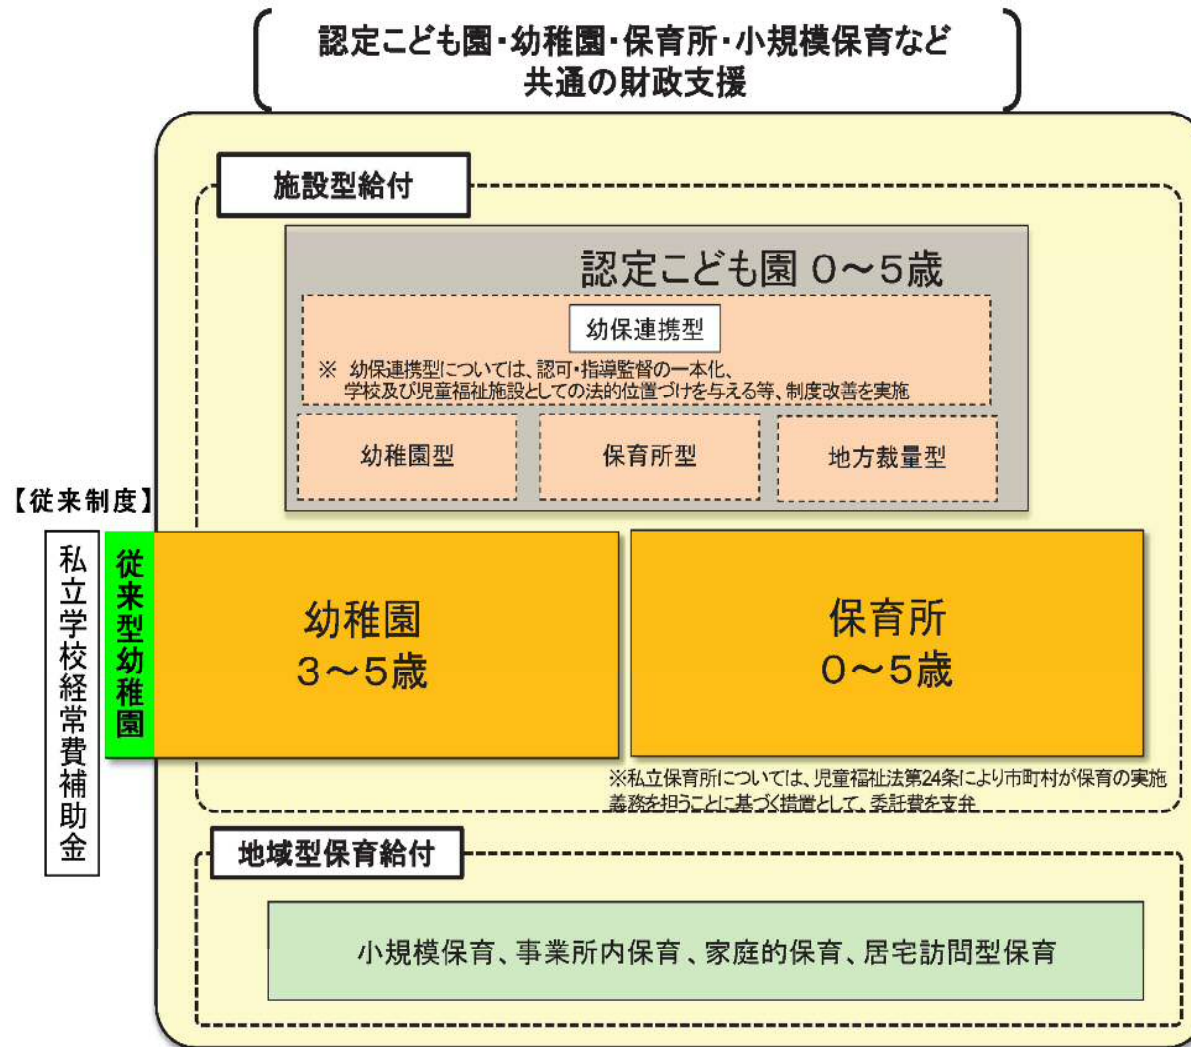 認定こども園・幼稚園・保育所・小規模保育など
共通の財政支援
施設型給付
認定こども園 0～5歳
幼保連携型
※ 幼保連携型については、認可・指導監督の一本化、
学校及び児童福祉施設としての法的位置づけを与える等、制度改善を実施
幼稚園型
保育所型
地方裁量型
【従来制度】
私立学校経常費補助金
従来型幼稚園
幼稚園
3～5歳
保育所
0～5歳
※私立保育所については、児童福祉法第24条により市町村が保育の実施
義務を担うことに基づく措置として、委託費を支弁
地域型保育給付
小規模保育、事業所内保育、家庭的保育、居宅訪問型保育